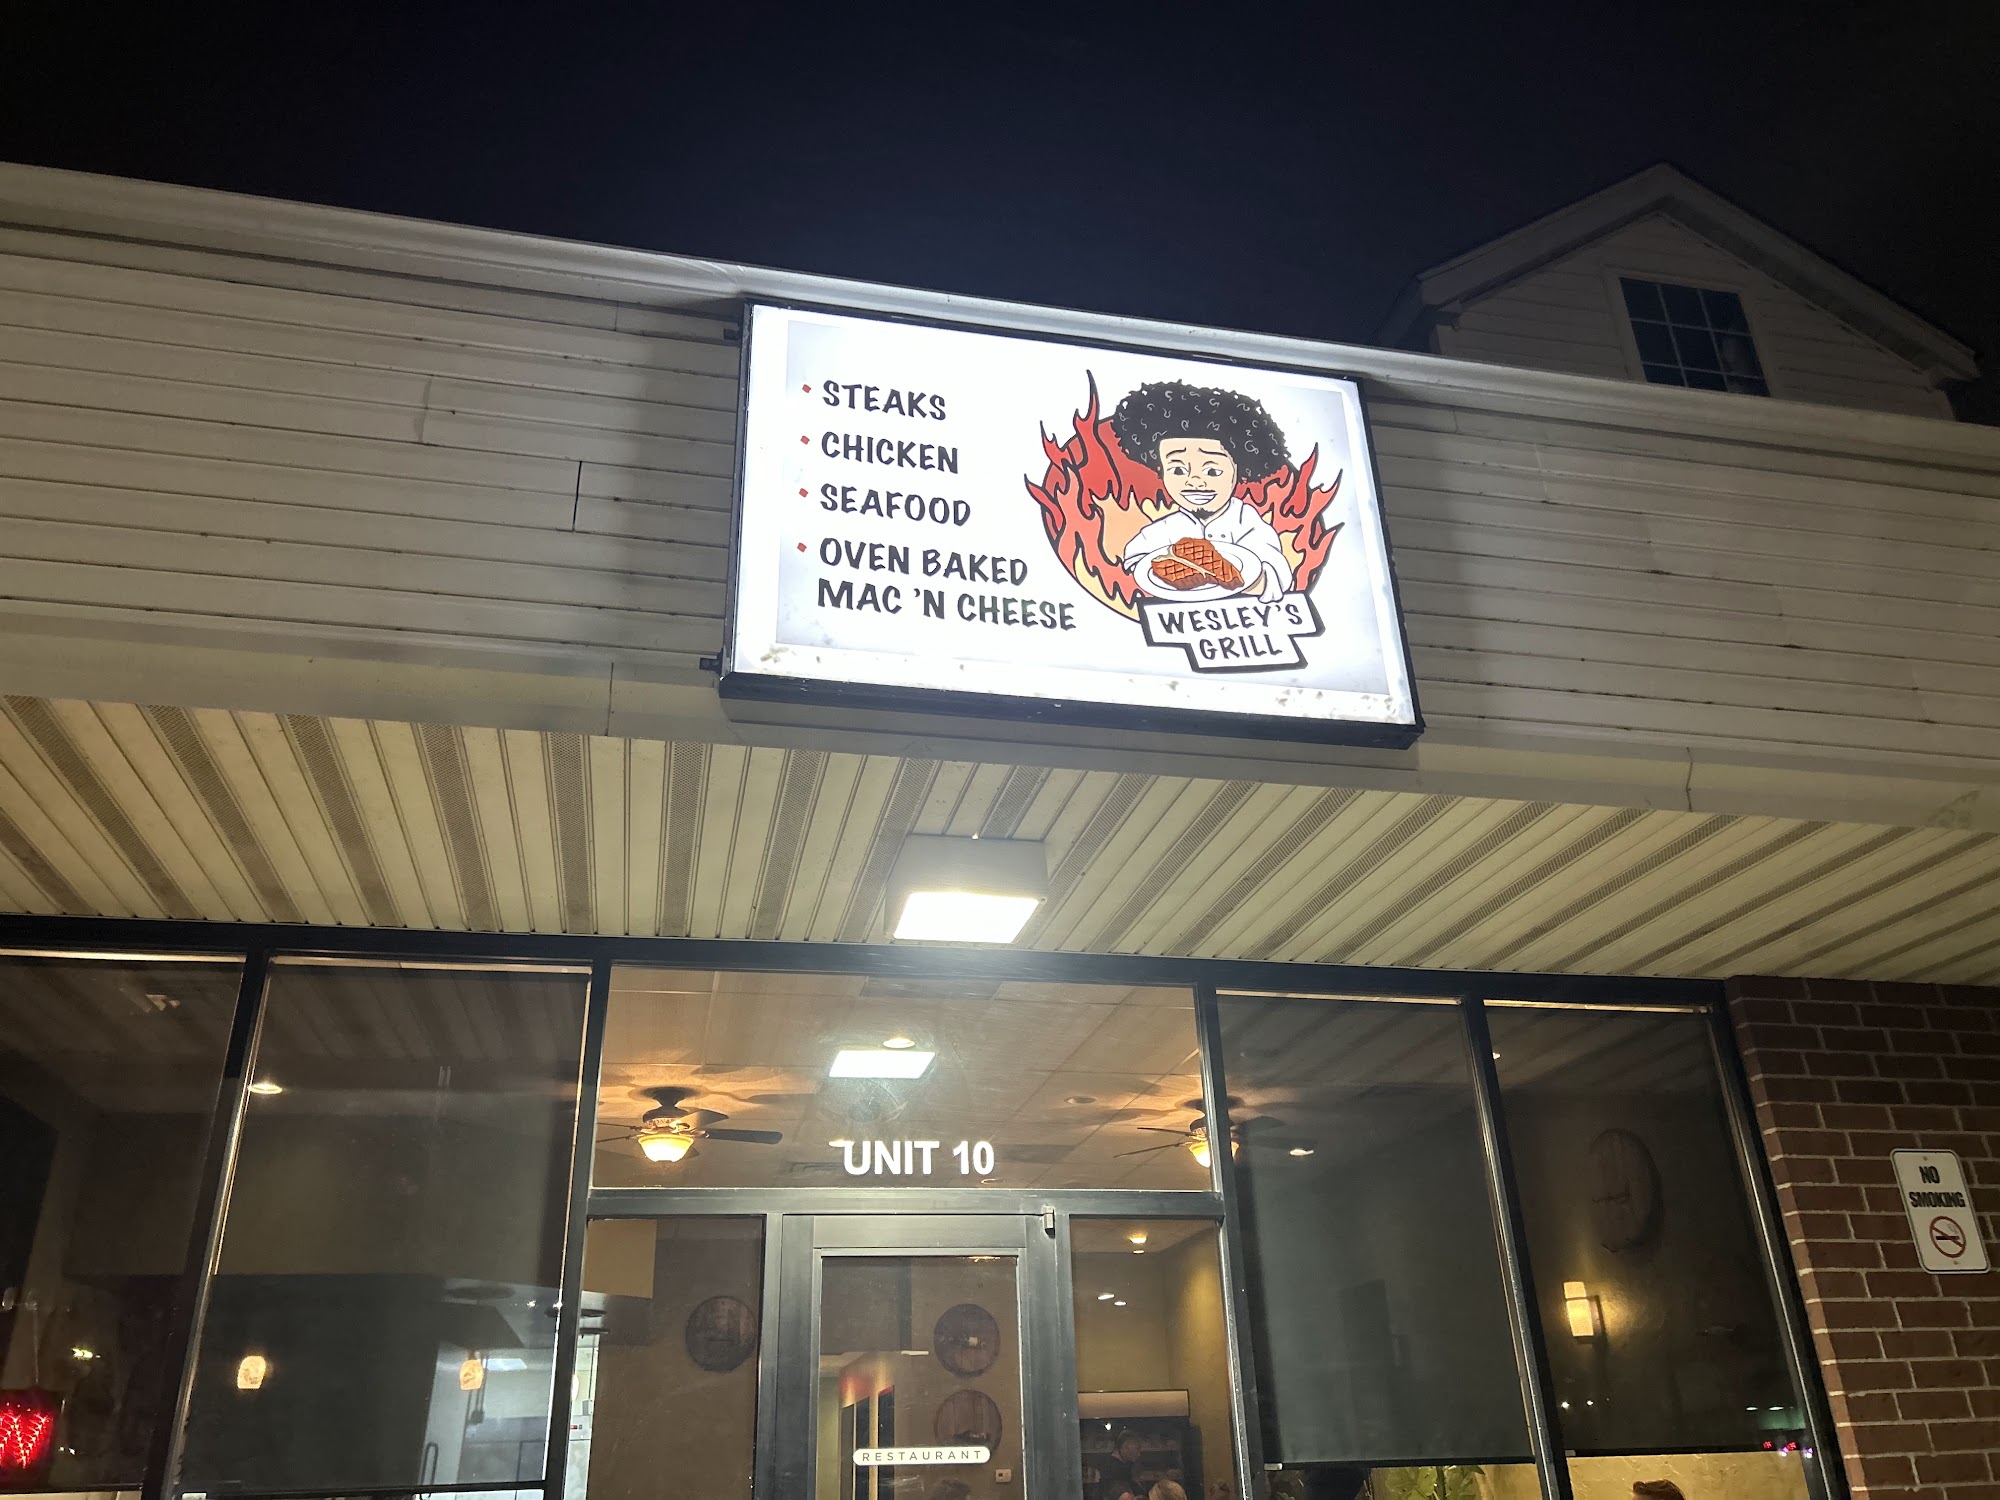 • STEAKS
• CHICKEN
• SEAFOOD
• OVEN BAKED
MAC 'N CHEESE
WESLEY'S
GRILL
UNIT 10
NO
SMOKING
RESTAURANT